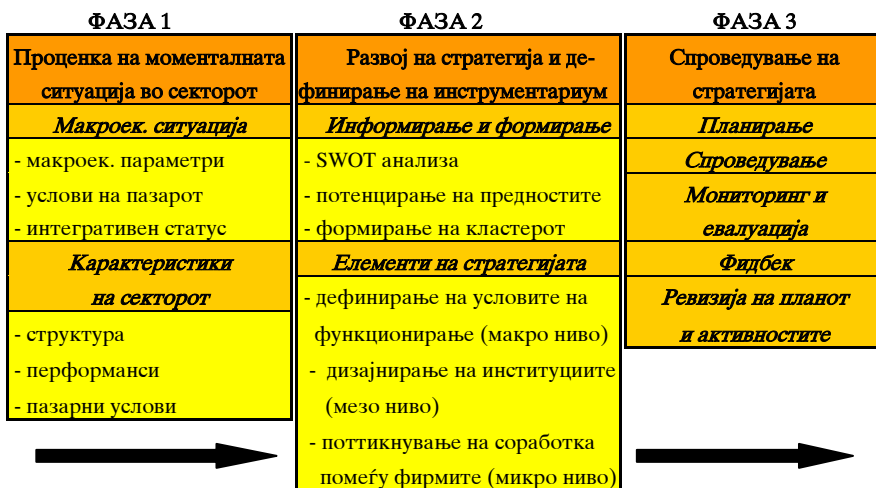 ФАЗА 1
Проценка на моменталната
ситуација во секторот
Макроек. ситуација
- макроек. параметри
- услови на пазарот
- интегративен статус
Карактеристики
на секторот
- структура
- перформанси
- пазарни услови
ФАЗА 2
Развој на стратегија и де-
финирање на инструментариум
Информирање и формирање
- SWOT анализа
- потенцирање на предностите
- формирање на кластерот
Елементи на стратегијата
- дефинирање на условите на
функционирање (макро ниво)
- дизајнирање на институциите
(мезо ниво)
- поттикнување на соработка
помеѓу фирмите (микро ниво)
ФАЗА 3
Спроведување на
стратегијата
Планирање
Спроведување
Мониторинг и
евалуација
Фидбек
Ревизија на планот
и активностите